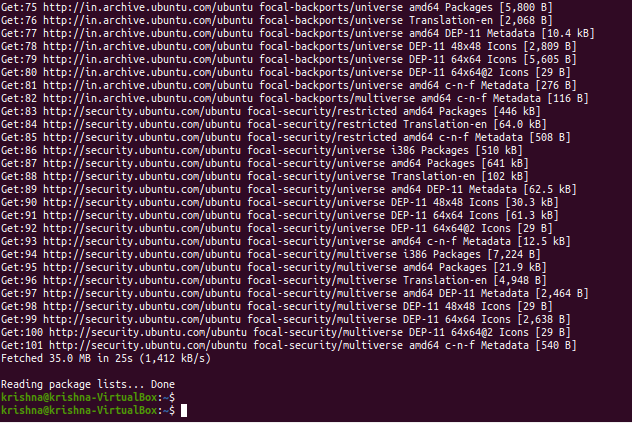 Get:75 http://in.archive.ubuntu.com/ubuntu focal-backports/universe amd64 Packages [5,800 B]
Get:76 http://in.archive.ubuntu.com/ubuntu focal-backports/universe Translation-en [2,068 B]
Get:77 http://in.archive.ubuntu.com/ubuntu focal-backports/universe amd64 DEP-11 Metadata [10.4 kB]
Get:78 http://in.archive.ubuntu.com/ubuntu focal-backports/universe DEP-11 48x48 Icons [2,809 B]
Get:79 http://in.archive.ubuntu.com/ubuntu focal-backports/universe DEP-11 64x64 Icons [5,605 B]
Get:80 http://in.archive.ubuntu.com/ubuntu focal-backports/universe DEP-11 64x64@2 Icons [29 B]
Get:81 http://in.archive.ubuntu.com/ubuntu focal-backports/universe amd64 c-n-f Metadata [276 B]
Get:82 http://in.archive.ubuntu.com/ubuntu focal-backports/multiverse amd64 c-n-f Metadata [116 B]
Get:83 http://security.ubuntu.com/ubuntu focal-security/restricted amd64 Packages [446 kB]
Get:84 http://security.ubuntu.com/ubuntu focal-security/restricted Translation-en [64.0 kB]
Get:85 http://security.ubuntu.com/ubuntu focal-security/restricted amd64 c-n-f Metadata [508 B]
Get:86 http://security.ubuntu.com/ubuntu focal-security/universe i386 Packages [510 kB]
Get:87 http://security.ubuntu.com/ubuntu focal-security/universe amd64 Packages [641 kB]
Get:88 http://security.ubuntu.com/ubuntu focal-security/universe Translation-en [102 kB]
Get:89 http://security.ubuntu.com/ubuntu focal-security/universe amd64 DEP-11 Metadata [62.5 kB]
Get:90 http://security.ubuntu.com/ubuntu focal-security/universe DEP-11 48x48 Icons [30.3 kB]
Get:91 http://security.ubuntu.com/ubuntu focal-security/universe DEP-11 64x64 Icons [61.3 kB]
Get:92 http://security.ubuntu.com/ubuntu focal-security/universe DEP-11 64x64@2 Icons [29 B]
Get:93 http://security.ubuntu.com/ubuntu focal-security/universe amd64 c-n-f Metadata [12.5 kB]
Get:94 http://security.ubuntu.com/ubuntu focal-security/multiverse i386 Packages [7,224 B]
Get:95 http://security.ubuntu.com/ubuntu focal-security/multiverse amd64 Packages [21.9 kB]
Get:96 http://security.ubuntu.com/ubuntu focal-security/multiverse Translation-en [4,948 B]
Get:97 http://security.ubuntu.com/ubuntu focal-security/multiverse amd64 DEP-11 Metadata [2,464 B]
Get:98 http://security.ubuntu.com/ubuntu focal-security/multiverse DEP-11 48x48 Icons [29 B]
Get:99 http://security.ubuntu.com/ubuntu focal-security/multiverse DEP-11 64x64 Icons [2,638 B]
Get:100 http://security.ubuntu.com/ubuntu focal-security/multiverse DEP-11 64x64@2 Icons [29 B]
Get:101 http://security.ubuntu.com/ubuntu focal-security/multiverse amd64 c-n-f Metadata [540 B]
Fetched 35.0 MB in 25s (1,412 kB/s)
Reading package lists... Done
krishna@krishna-VirtualBox:~$
krishna@krishna-VirtualBox:~$